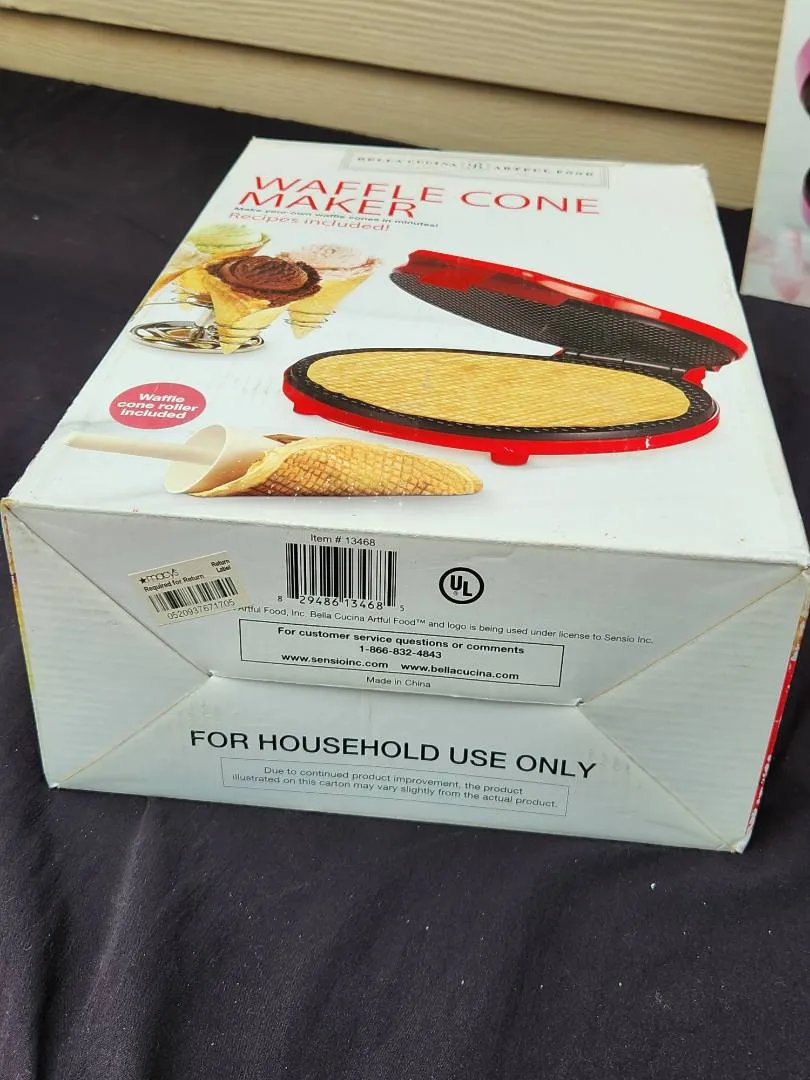 BELLA CUCINA ARTFUL FOOD
WAFFLE CONE
MAKER
Make your own waffle cones in minutes!
Recipes included!
Waffle
cone roller
included
Item # 13468
8 29486 13468 5
macy's
Return
Label
Required for Return
0520937671705
Artful Food, Inc. Bella Cucina Artful Food™ and logo is being used under license to Sensio Inc.
UL
For customer service questions or comments
1-866-832-4843
www.sensioinc.com www.bellacucina.com
Made in China
FOR HOUSEHOLD USE ONLY
Due to continued product improvement, the product
illustrated on this carton may vary slightly from the actual product.